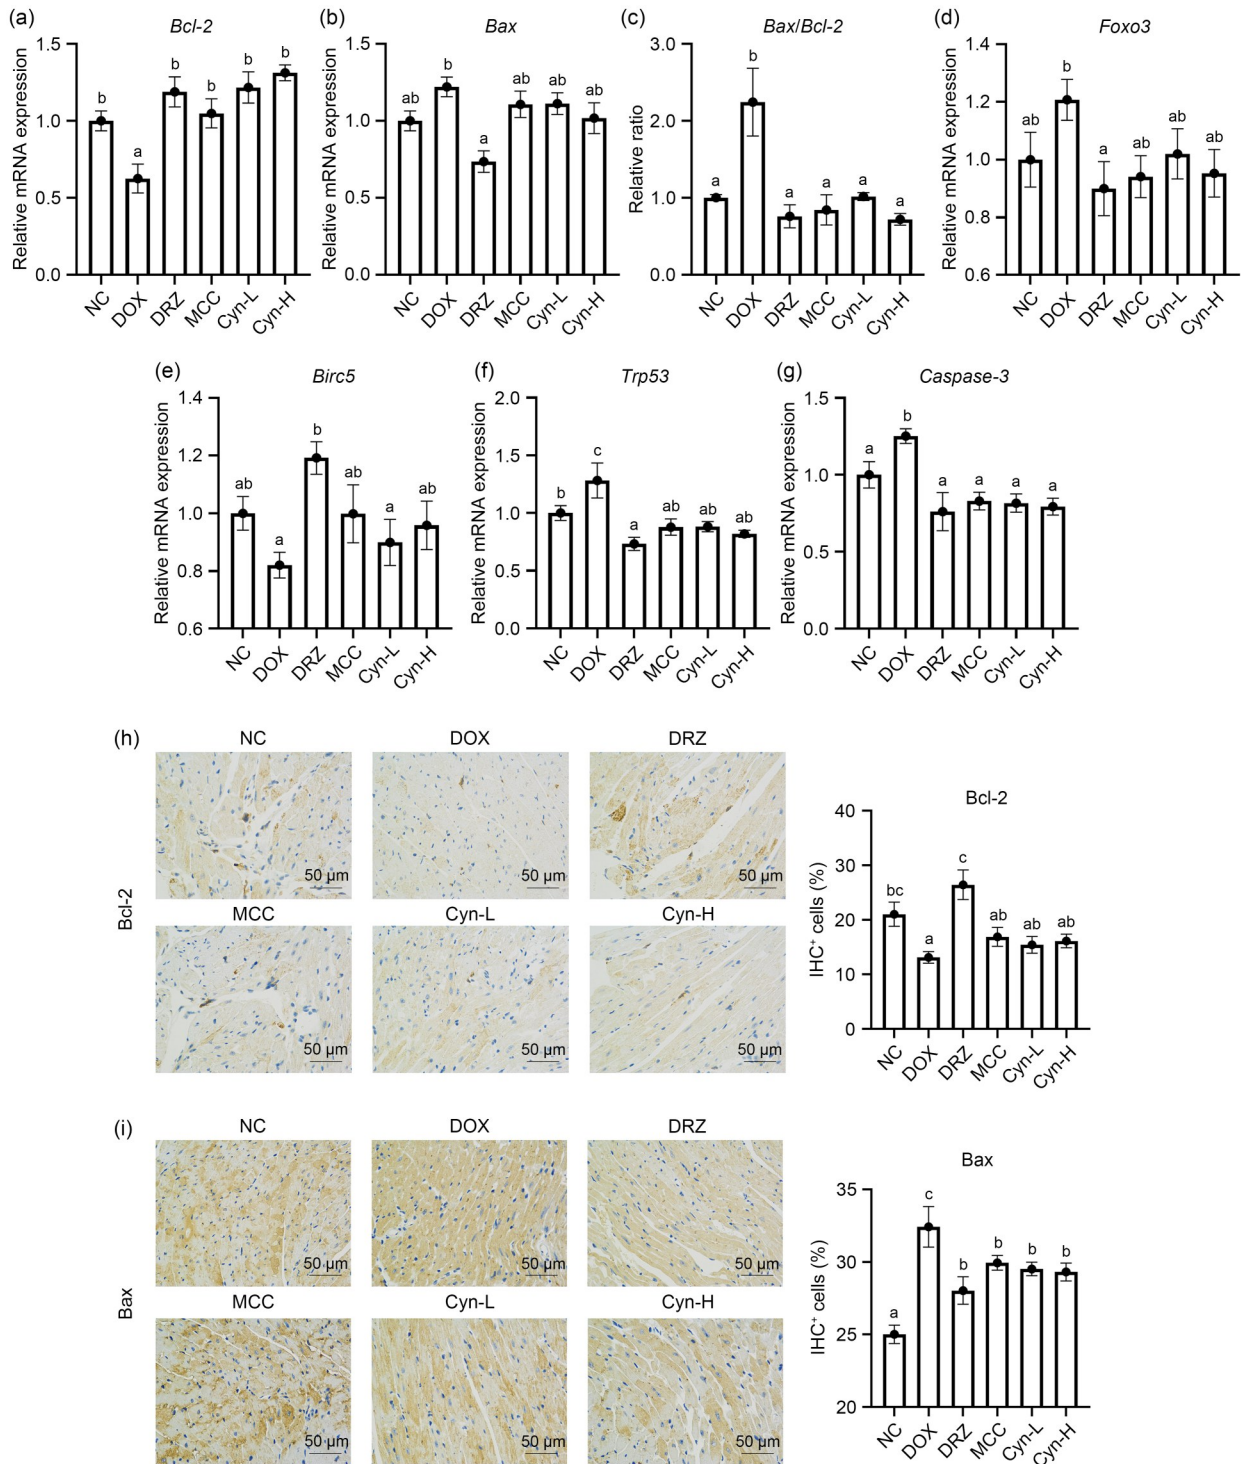 (a) Bcl-2
Relative mRNA expression
1.5
1.0
0.5
0.0
b a b b b b
NC DOX DRZ MCC Cyn-L Cyn-H
(b) Bax
Relative mRNA expression
1.5
1.0
0.5
0.0
ab b a ab ab ab
NC DOX DRZ MCC Cyn-L Cyn-H
(c) Bax/Bcl-2
Relative ratio
3.0
2.0
1.0
0.0
a b a a a a
NC DOX DRZ MCC Cyn-L Cyn-H
(d) Foxo3
Relative mRNA expression
1.4
1.2
1.0
0.8
0.6
ab b a ab ab ab
NC DOX DRZ MCC Cyn-L Cyn-H
(e) Birc5
Relative mRNA expression
1.4
1.2
1.0
0.8
0.6
ab a b ab a ab
NC DOX DRZ MCC Cyn-L Cyn-H
(f) Trp53
Relative mRNA expression
2.0
1.5
1.0
0.5
0.0
b c a ab ab ab
NC DOX DRZ MCC Cyn-L Cyn-H
(g) Caspase-3
Relative mRNA expression
1.5
1.0
0.5
0.0
a b a a a a
NC DOX DRZ MCC Cyn-L Cyn-H
(h)
Bcl-2
NC DOX DRZ
50 µm 50 µm 50 µm
MCC Cyn-L Cyn-H
50 µm 50 µm 50 µm
Bcl-2
IHC⁺ cells (%)
40
30
20
10
0
bc a c ab ab ab
NC DOX DRZ MCC Cyn-L Cyn-H
(i)
Bax
NC DOX DRZ
50 µm 50 µm 50 µm
MCC Cyn-L Cyn-H
50 µm 50 µm 50 µm
Bax
IHC⁺ cells (%)
35
30
25
20
a c b b b b
NC DOX DRZ MCC Cyn-L Cyn-H